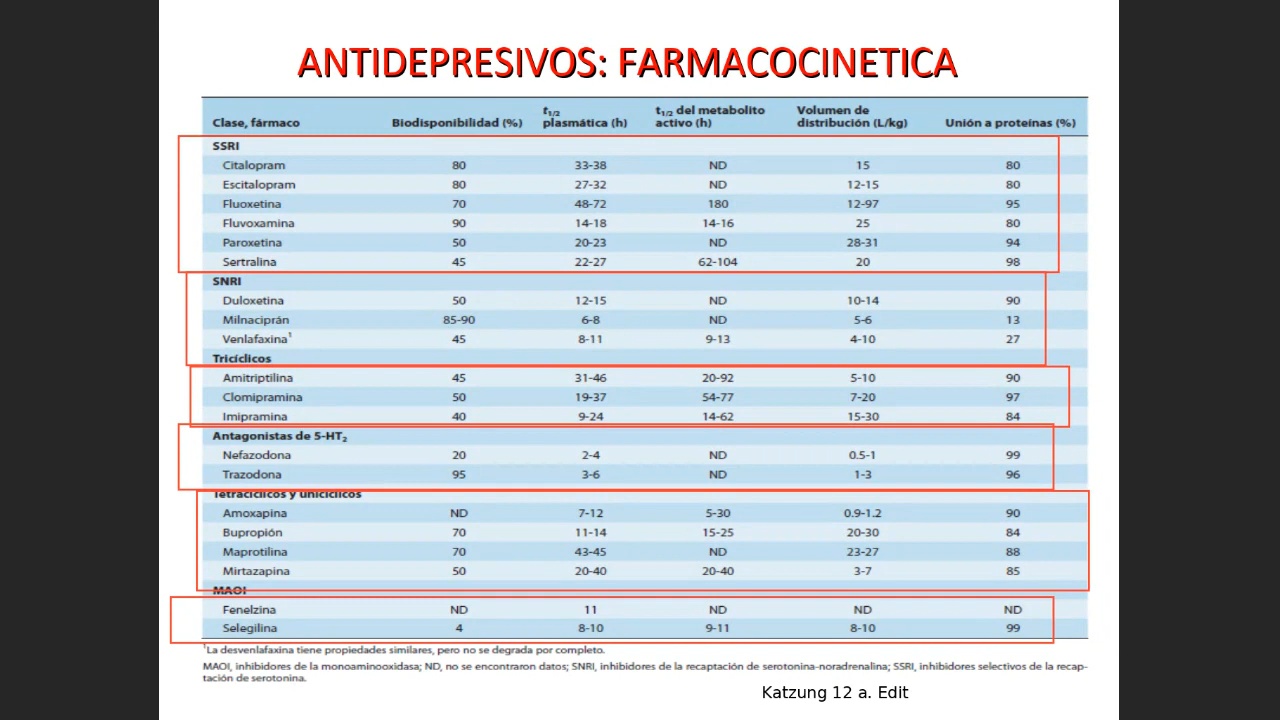 ANTIDEPRESIVOS: FARMACOCINETICA
Clase, fármaco Biodisponibilidad (%) t1/2 plasmática (h) t1/2 del metabolito activo (h) Volumen de distribución (L/kg) Unión a proteínas (%)
SSRI
Citalopram 80 33-38 ND 15 80
Escitalopram 80 27-32 ND 12-15 80
Fluoxetina 70 48-72 180 12-97 95
Fluvoxamina 90 14-18 14-16 25 80
Paroxetina 50 20-23 ND 28-31 94
Sertralina 45 22-27 62-104 20 98
SNRI
Duloxetina 50 12-15 ND 10-14 90
Milnaciprán 85-90 6-8 ND 5-6 13
Venlafaxina1 45 8-11 9-13 4-10 27
Tricíclicos
Amitriptilina 45 31-46 20-92 5-10 90
Clomipramina 50 19-37 54-77 7-20 97
Imipramina 40 9-24 14-62 15-30 84
Antagonistas de 5-HT2
Nefazodona 20 2-4 ND 0.5-1 99
Trazodona 95 3-6 ND 1-3 96
Tetracíclicos y unicíclicos
Amoxapina ND 7-12 5-30 0.9-1.2 90
Bupropión 70 11-14 15-25 20-30 84
Maprotilina 70 43-45 ND 23-27 88
Mirtazapina 50 20-40 20-40 3-7 85
MAOI
Fenelzina ND 11 ND ND ND
Selegilina 4 8-10 9-11 8-10 99
1La desvenlafaxina tiene propiedades similares, pero no se degrada por completo.
MAOI, inhibidores de la monoaminooxidasa; ND, no se encontraron datos; SNRI, inhibidores de la recaptación de serotonina-noradrenalina; SSRI, inhibidores selectivos de la recap-
tación de serotonina.
Katzung 12 a. Edit